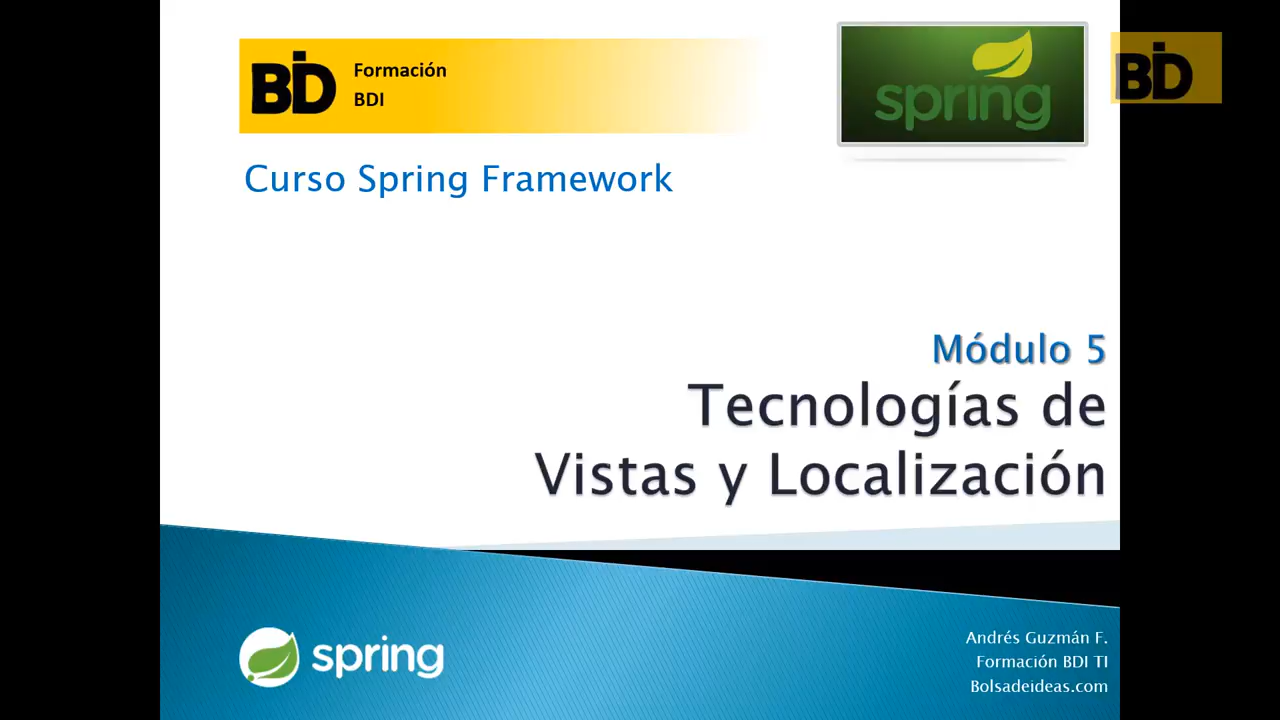 BID
Formación
BDI
spring
BID
Curso Spring Framework
Módulo 5
Tecnologías de
Vistas y Localización
spring
Andrés Guzmán F.
Formación BDI TI
Bolsadeideas.com